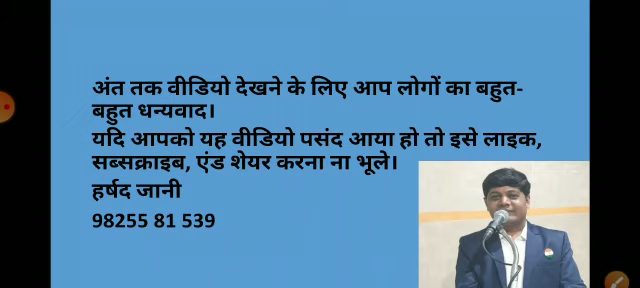 अंत तक वीडियो देखने के लिए आप लोगों का बहुत-
बहुत धन्यवाद।
यदि आपको यह वीडियो पसंद आया हो तो इसे लाइक,
सब्सक्राइब, एंड शेयर करना ना भूले।
हर्षद जानी
98255 81 539